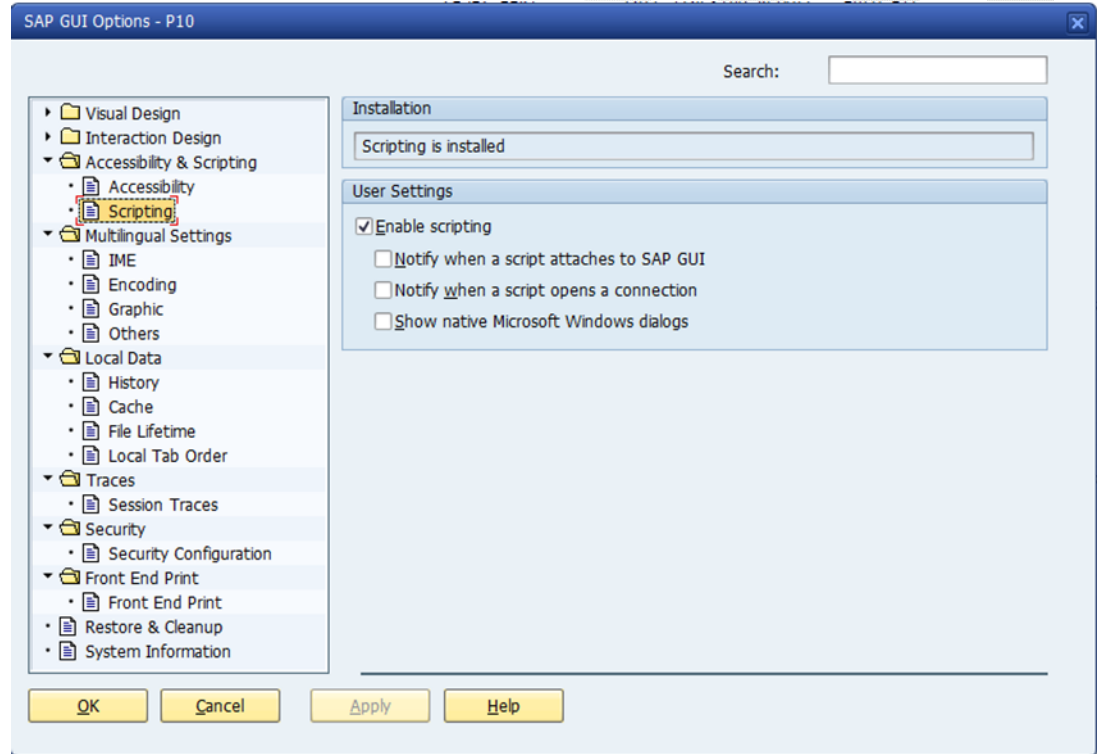 SAP GUI Options - P10
Search:
Visual Design
Interaction Design
Accessibility & Scripting
Accessibility
Scripting
Multilingual Settings
IME
Encoding
Graphic
Others
Local Data
History
Cache
File Lifetime
Local Tab Order
Traces
Session Traces
Security
Security Configuration
Front End Print
Front End Print
Restore & Cleanup
System Information
Installation
Scripting is installed
User Settings
Enable scripting
Notify when a script attaches to SAP GUI
Notify when a script opens a connection
Show native Microsoft Windows dialogs
OK
Cancel
Apply
Help